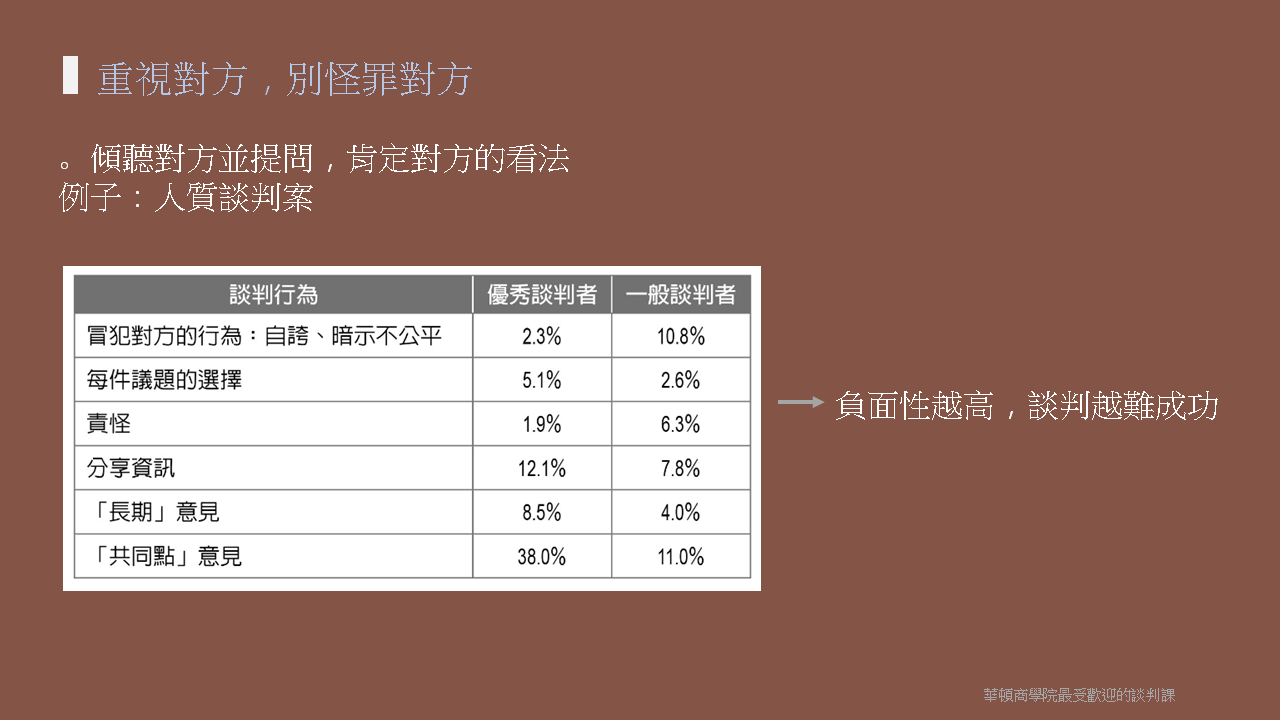 重視對方，別怪罪對方
。傾聽對方並提問，肯定對方的看法
例子：人質談判案
談判行為 優秀談判者 一般談判者
冒犯對方的行為：自誇、暗示不公平 2.3% 10.8%
每件議題的選擇 5.1% 2.6%
責怪 1.9% 6.3%
分享資訊 12.1% 7.8%
「長期」意見 8.5% 4.0%
「共同點」意見 38.0% 11.0%
負面性越高，談判越難成功
華頓商學院最受歡迎的談判課